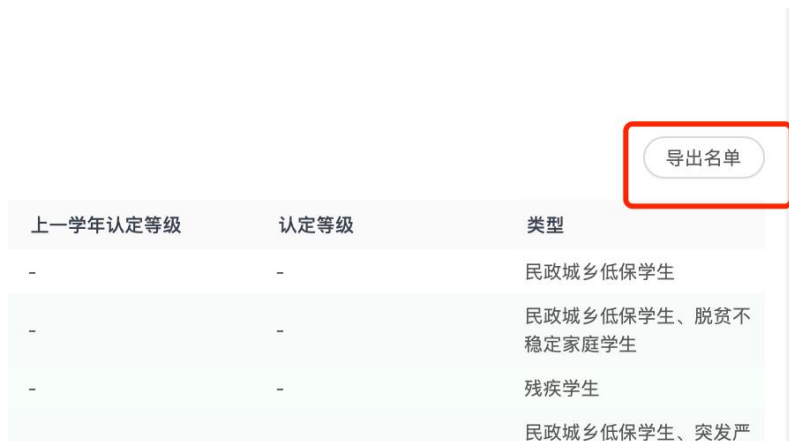 导出名单
上一学年认定等级 认定等级 类型
- - 民政城乡低保学生
- - 民政城乡低保学生、脱贫不
稳定家庭学生
- - 残疾学生
民政城乡低保学生、突发严